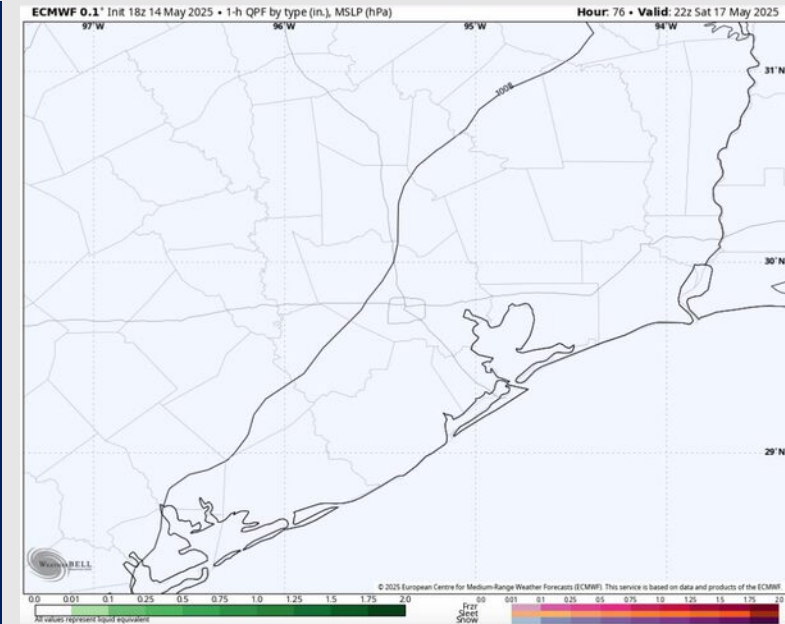 ECMWF 0.1° Init 18z 14 May 2025 • 1-h QPF by type (in.), MSLP (hPa) Hour: 76 • Valid: 22z Sat 17 May 2025
97°W 96°W 95°W 94°W
31°N
1008
30°N
29°N
WeatherBELL
© 2025 European Centre for Medium-Range Weather Forecasts (ECMWF). This service is based on data and products of the ECMWF.
0.0 0.01 0.1 0.25 0.5 0.75 1.0 1.25 1.5 1.75 2.0
All values represent liquid equivalent
0.0 0.01 0.1 0.25 0.5 0.75 1.0 1.25 1.5 1.75 2.0
Frzr
Sleet
Snow